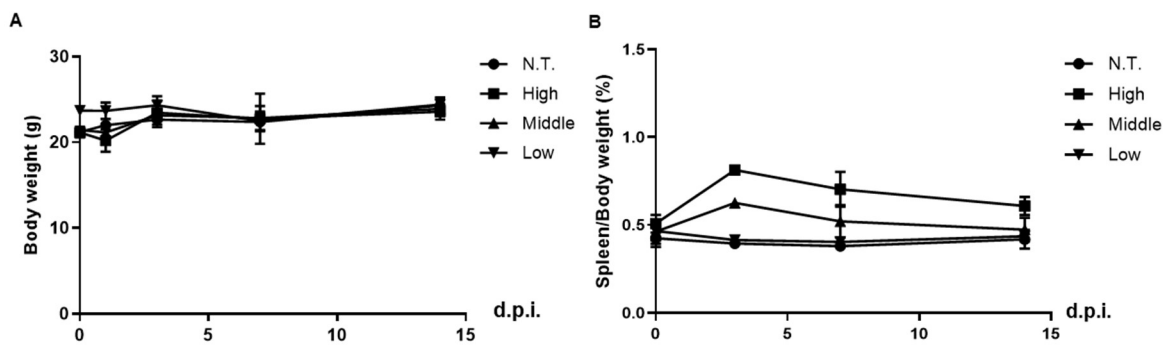 A
Body weight (g)
30
20
10
0
0
5
10
15
d.p.i.
N.T.
High
Middle
Low
B
Spleen/Body weight (%)
1.5
1.0
0.5
0.0
0
5
10
15
d.p.i.
N.T.
High
Middle
Low